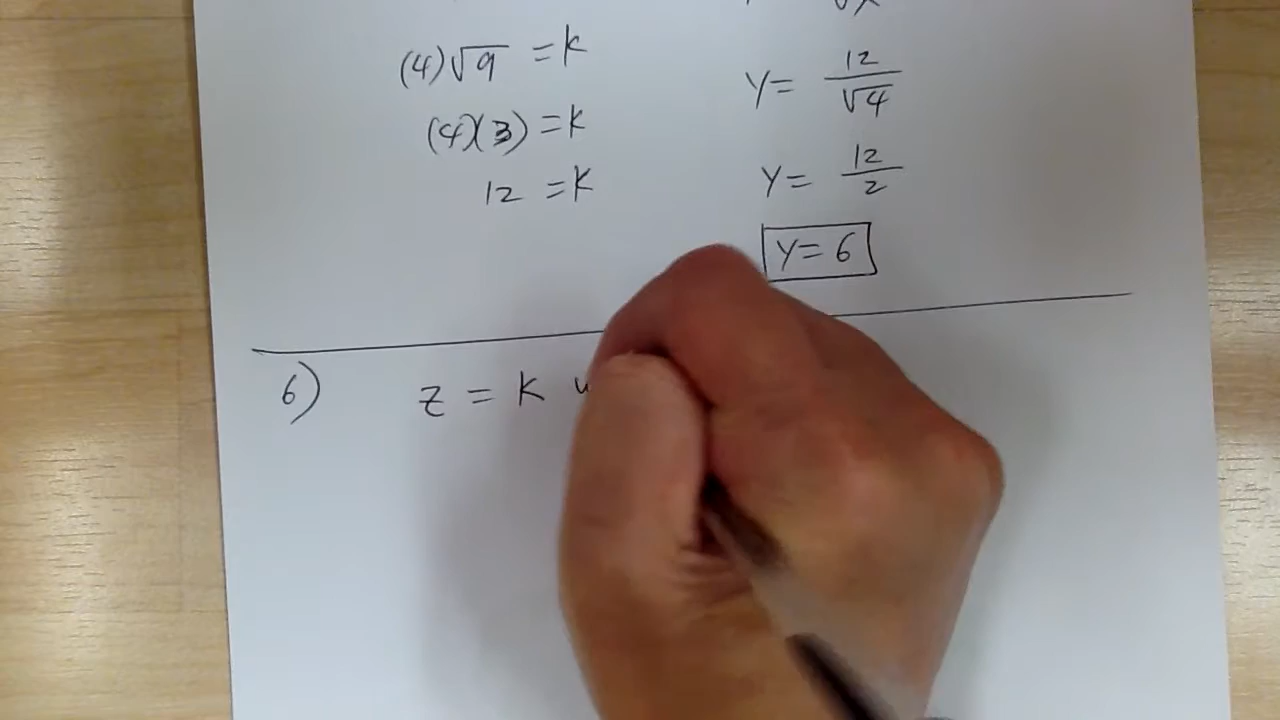 (4)√9 = k
(4)(3) = k
12 = k
y = 12/√4
y = 12/2
y = 6
6) z = k